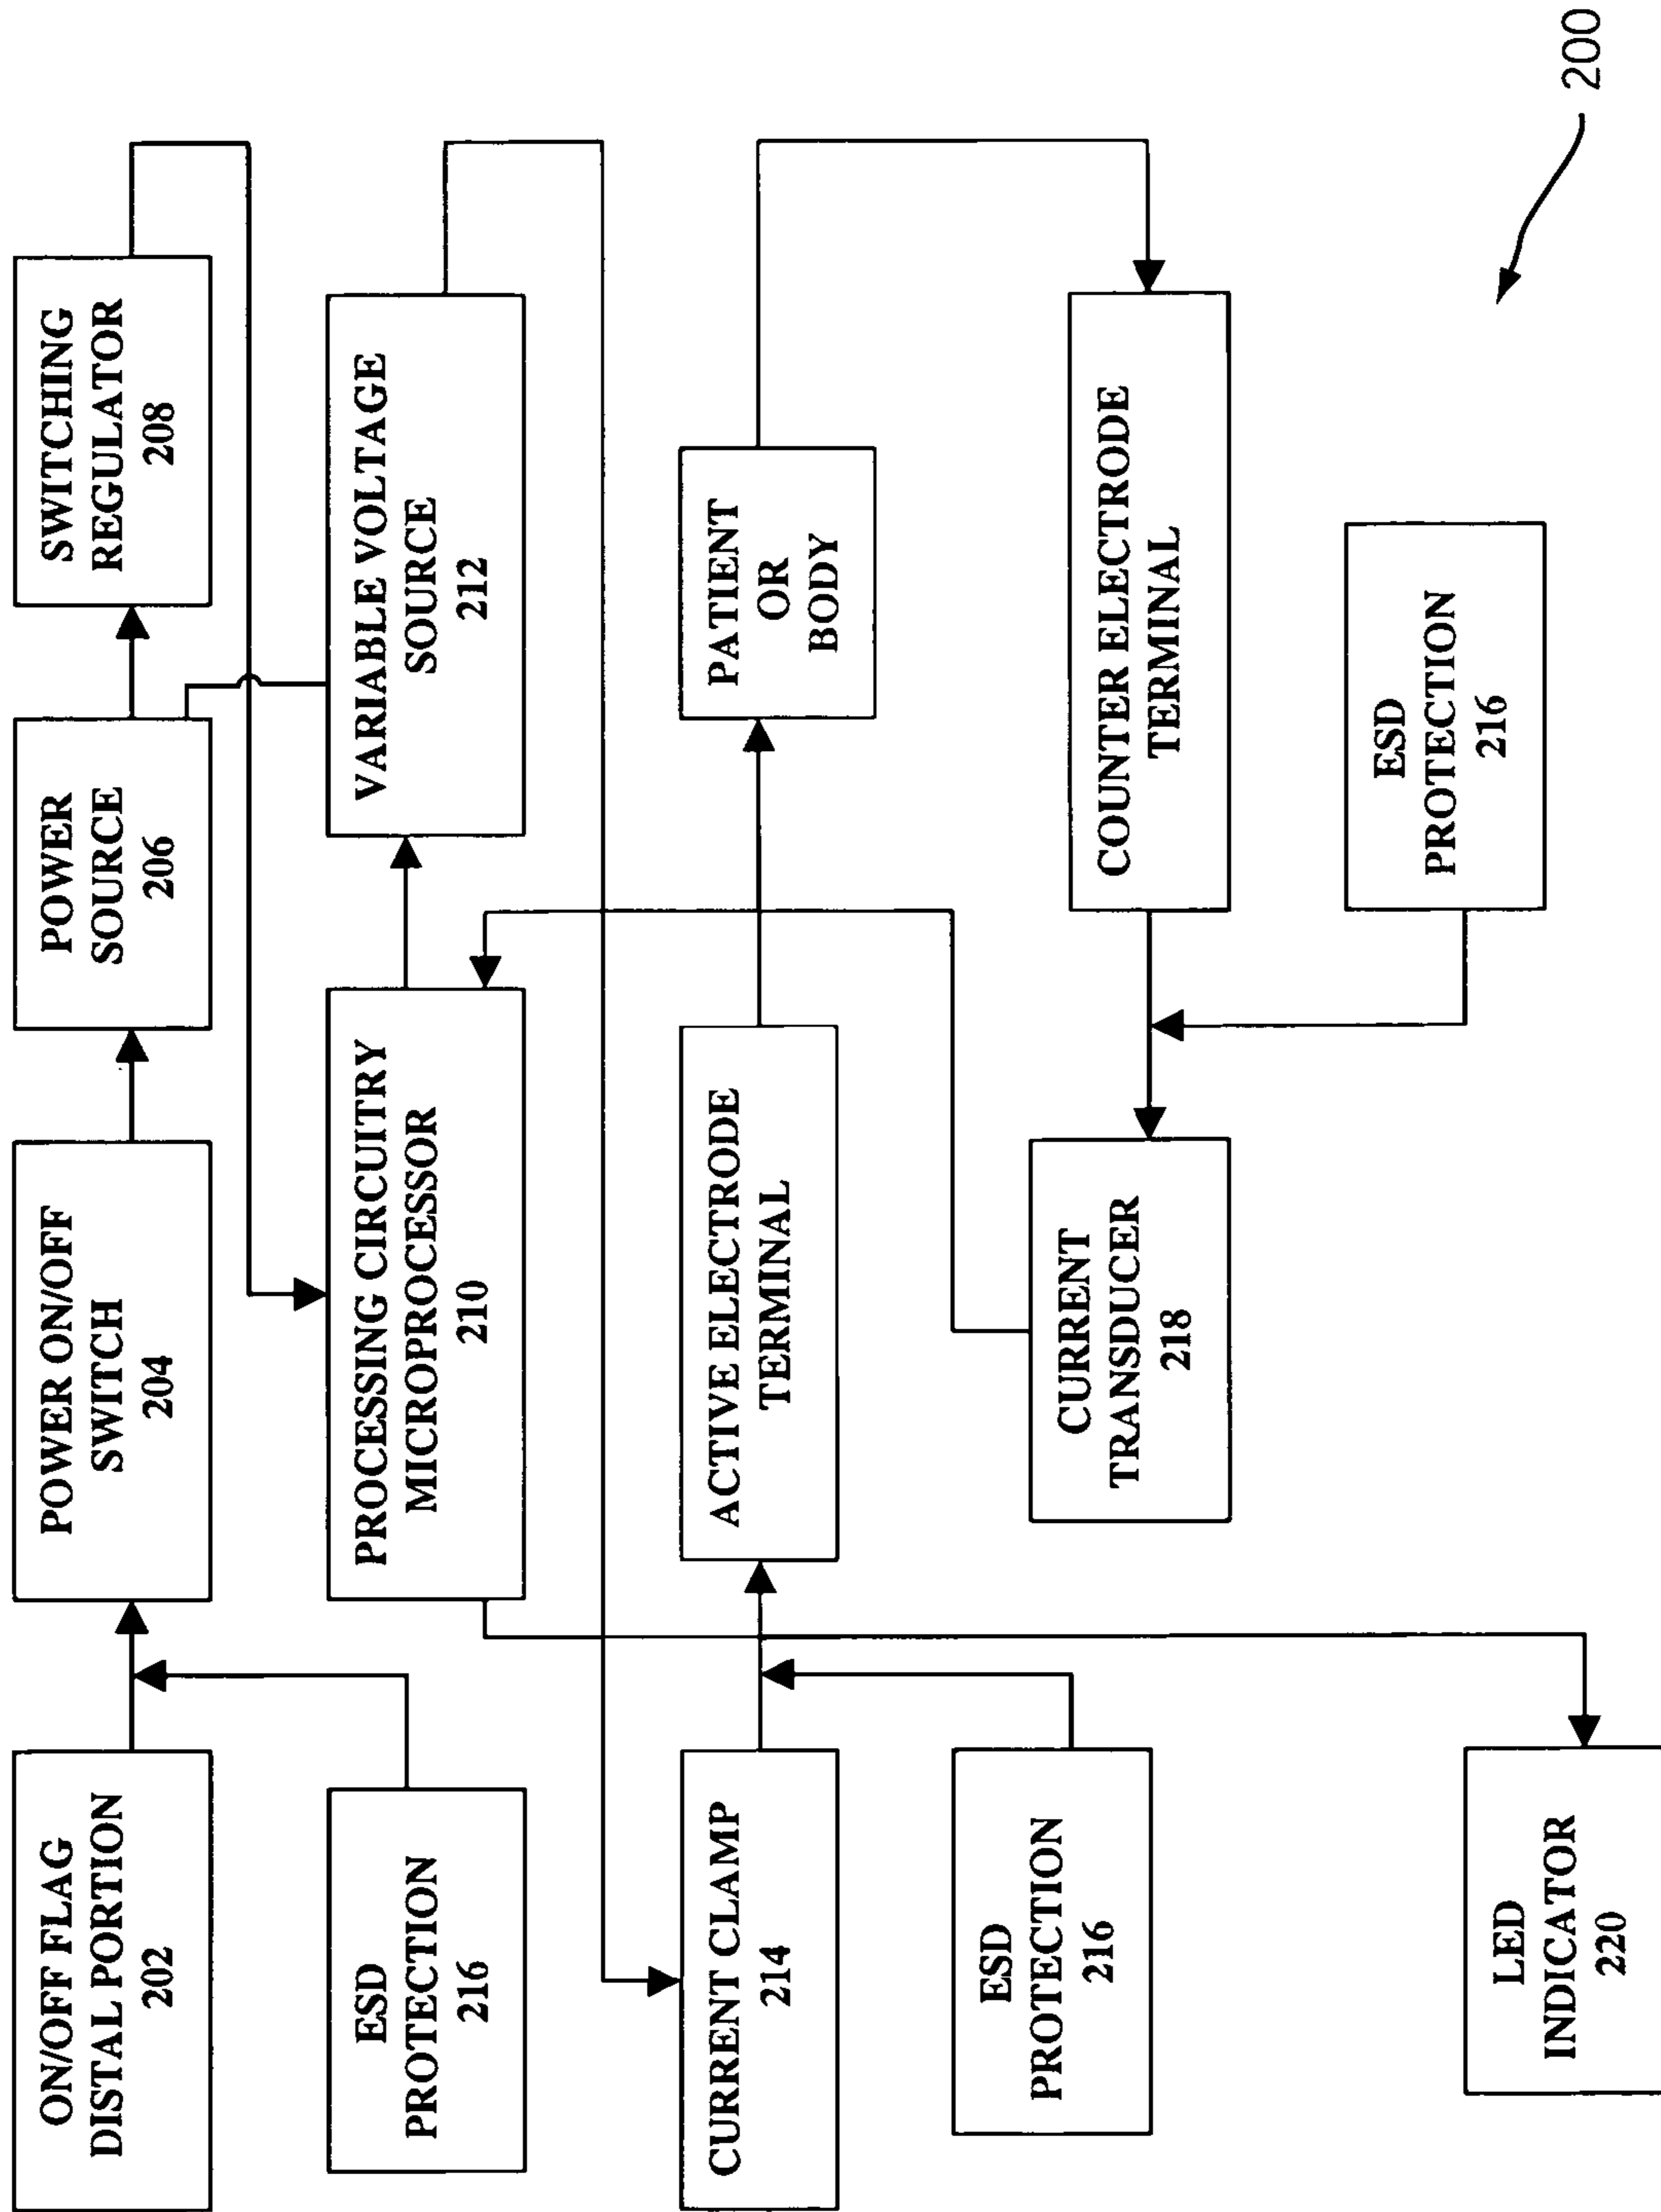 ON/OFF FLAG
DISTAL PORTION
202
POWER ON/OFF
SWITCH
204
POWER
SOURCE
206
SWITCHING
REGULATOR
208
ESD
PROTECTION
216
PROCESSING CIRCUITRY
MICROPROCESSOR
210
VARIABLE VOLTAGE
SOURCE
212
CURRENT CLAMP
214
ACTIVE ELECTRODE
TERMINAL
PATIENT
OR
BODY
ESD
PROTECTION
216
CURRENT
TRANSDUCER
218
COUNTER ELECTRODE
TERMINAL
ESD
PROTECTION
216
LED
INDICATOR
220
200